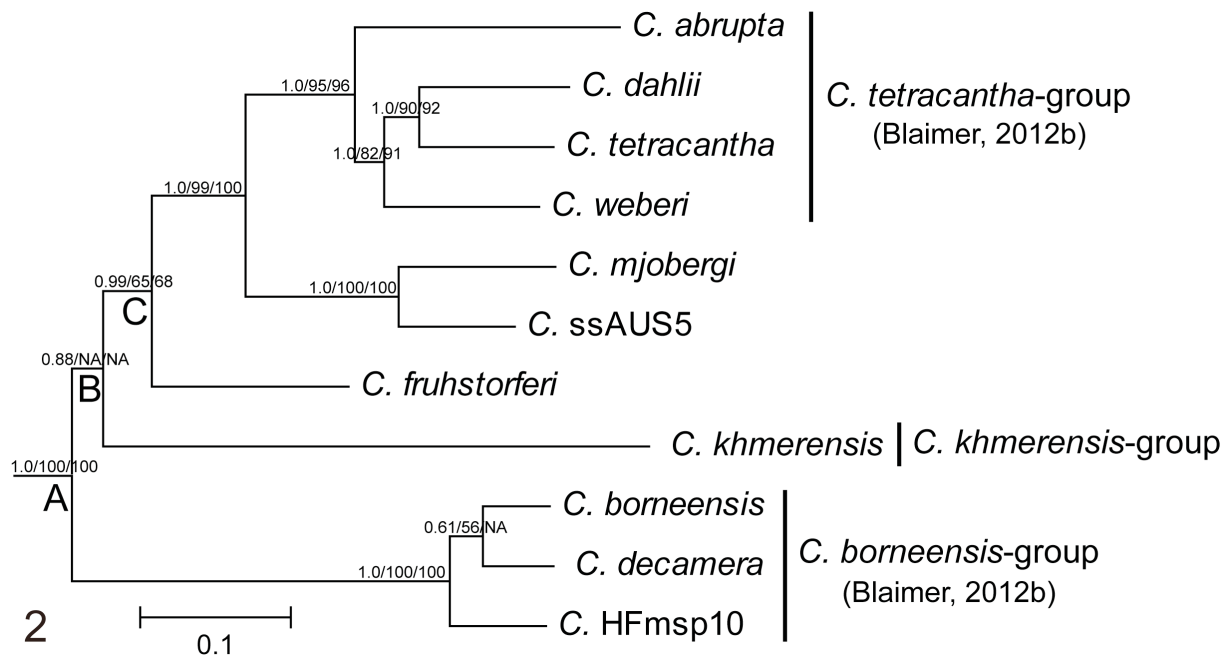 C. abrupta
1.0/95/96
C. dahlii
C. tetracantha-group
1.0/90/92
(Blaimer, 2012b)
C. tetracantha
1.0/82/91
1.0/99/100
C. weberi
C. mjobergi
0.99/65/68
1.0/100/100
C
C. ssAUS5
0.88/NA/NA
B
C. fruhstorferi
C. khmerensis
C. khmerensis-group
1.0/100/100
A
C. borneensis
0.61/56/NA
C. borneensis-group
C. decamera
1.0/100/100
(Blaimer, 2012b)
C. HFmsp10
2
0.1